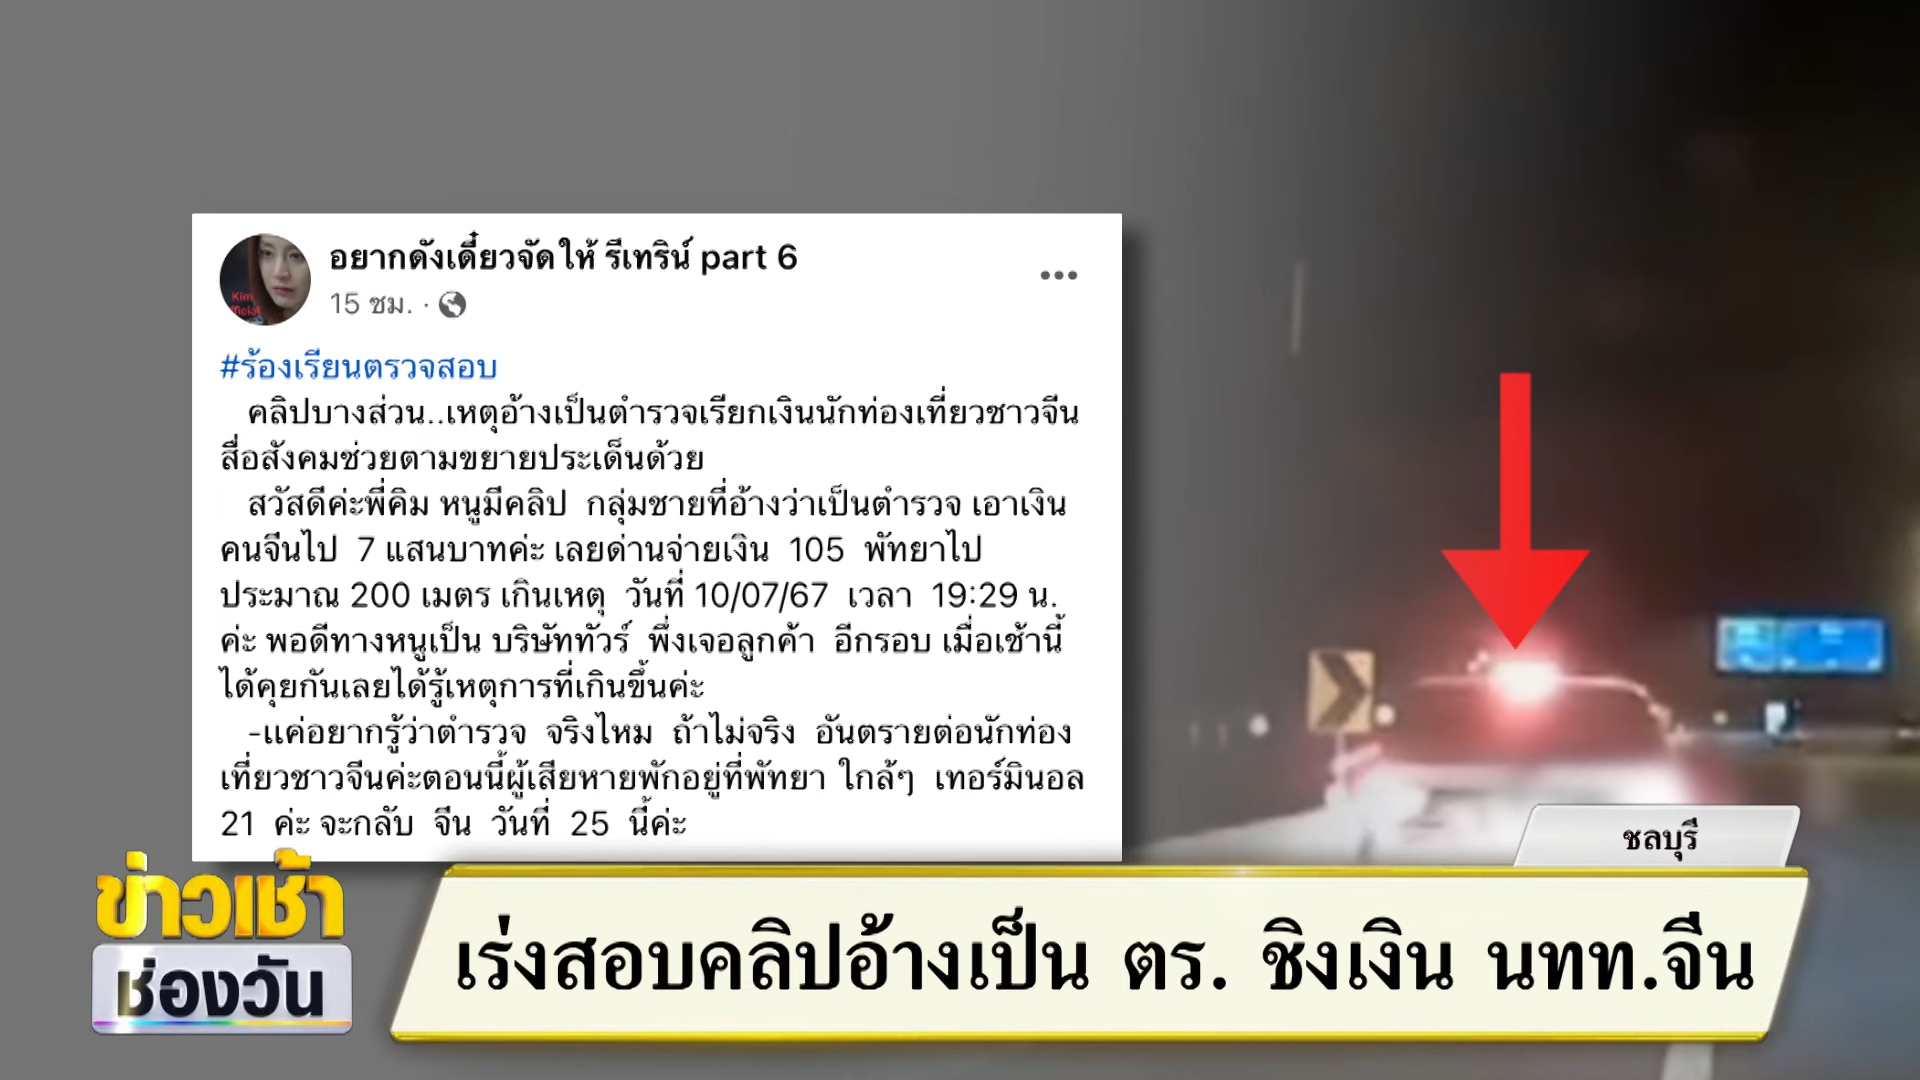 อยากดังเดี๋ยวจัดให้ รีเทริน์ part 6
15 ชม.
#ร้องเรียนตรวจสอบ
คลิปบางส่วน..เหตุอ้างเป็นตำรวจเรียกเงินนักท่องเที่ยวชาวจีน
สื่อสังคมช่วยตามขยายประเด็นด้วย
สวัสดีค่ะพี่คิม หนูมีคลิป กลุ่มชายที่อ้างว่าเป็นตำรวจ เอาเงิน
คนจีนไป 7 แสนบาทค่ะ เลยด่านจ่ายเงิน 105 พัทยาไป
ประมาณ 200 เมตร เกินเหตุ วันที่ 10/07/67 เวลา 19:29 น.
ค่ะ พอดีทางหนูเป็น บริษัททัวร์ พึ่งเจอลูกค้า อีกรอบ เมื่อเช้านี้
ได้คุยกันเลยได้รู้เหตุการที่เกินขึ้นค่ะ
-แค่อยากรู้ว่าตำรวจ จริงไหม ถ้าไม่จริง อันตรายต่อนักท่อง
เที่ยวชาวจีนค่ะตอนนี้ผู้เสียหายพักอยู่ที่พัทยา ใกล้ๆ เทอร์มินอล
21 ค่ะ จะกลับ จีน วันที่ 25 นี้ค่ะ
ชลบุรี
ข่าวเช้า
ช่องวัน
เร่งสอบคลิปอ้างเป็น ตร. ชิงเงิน นทท.จีน